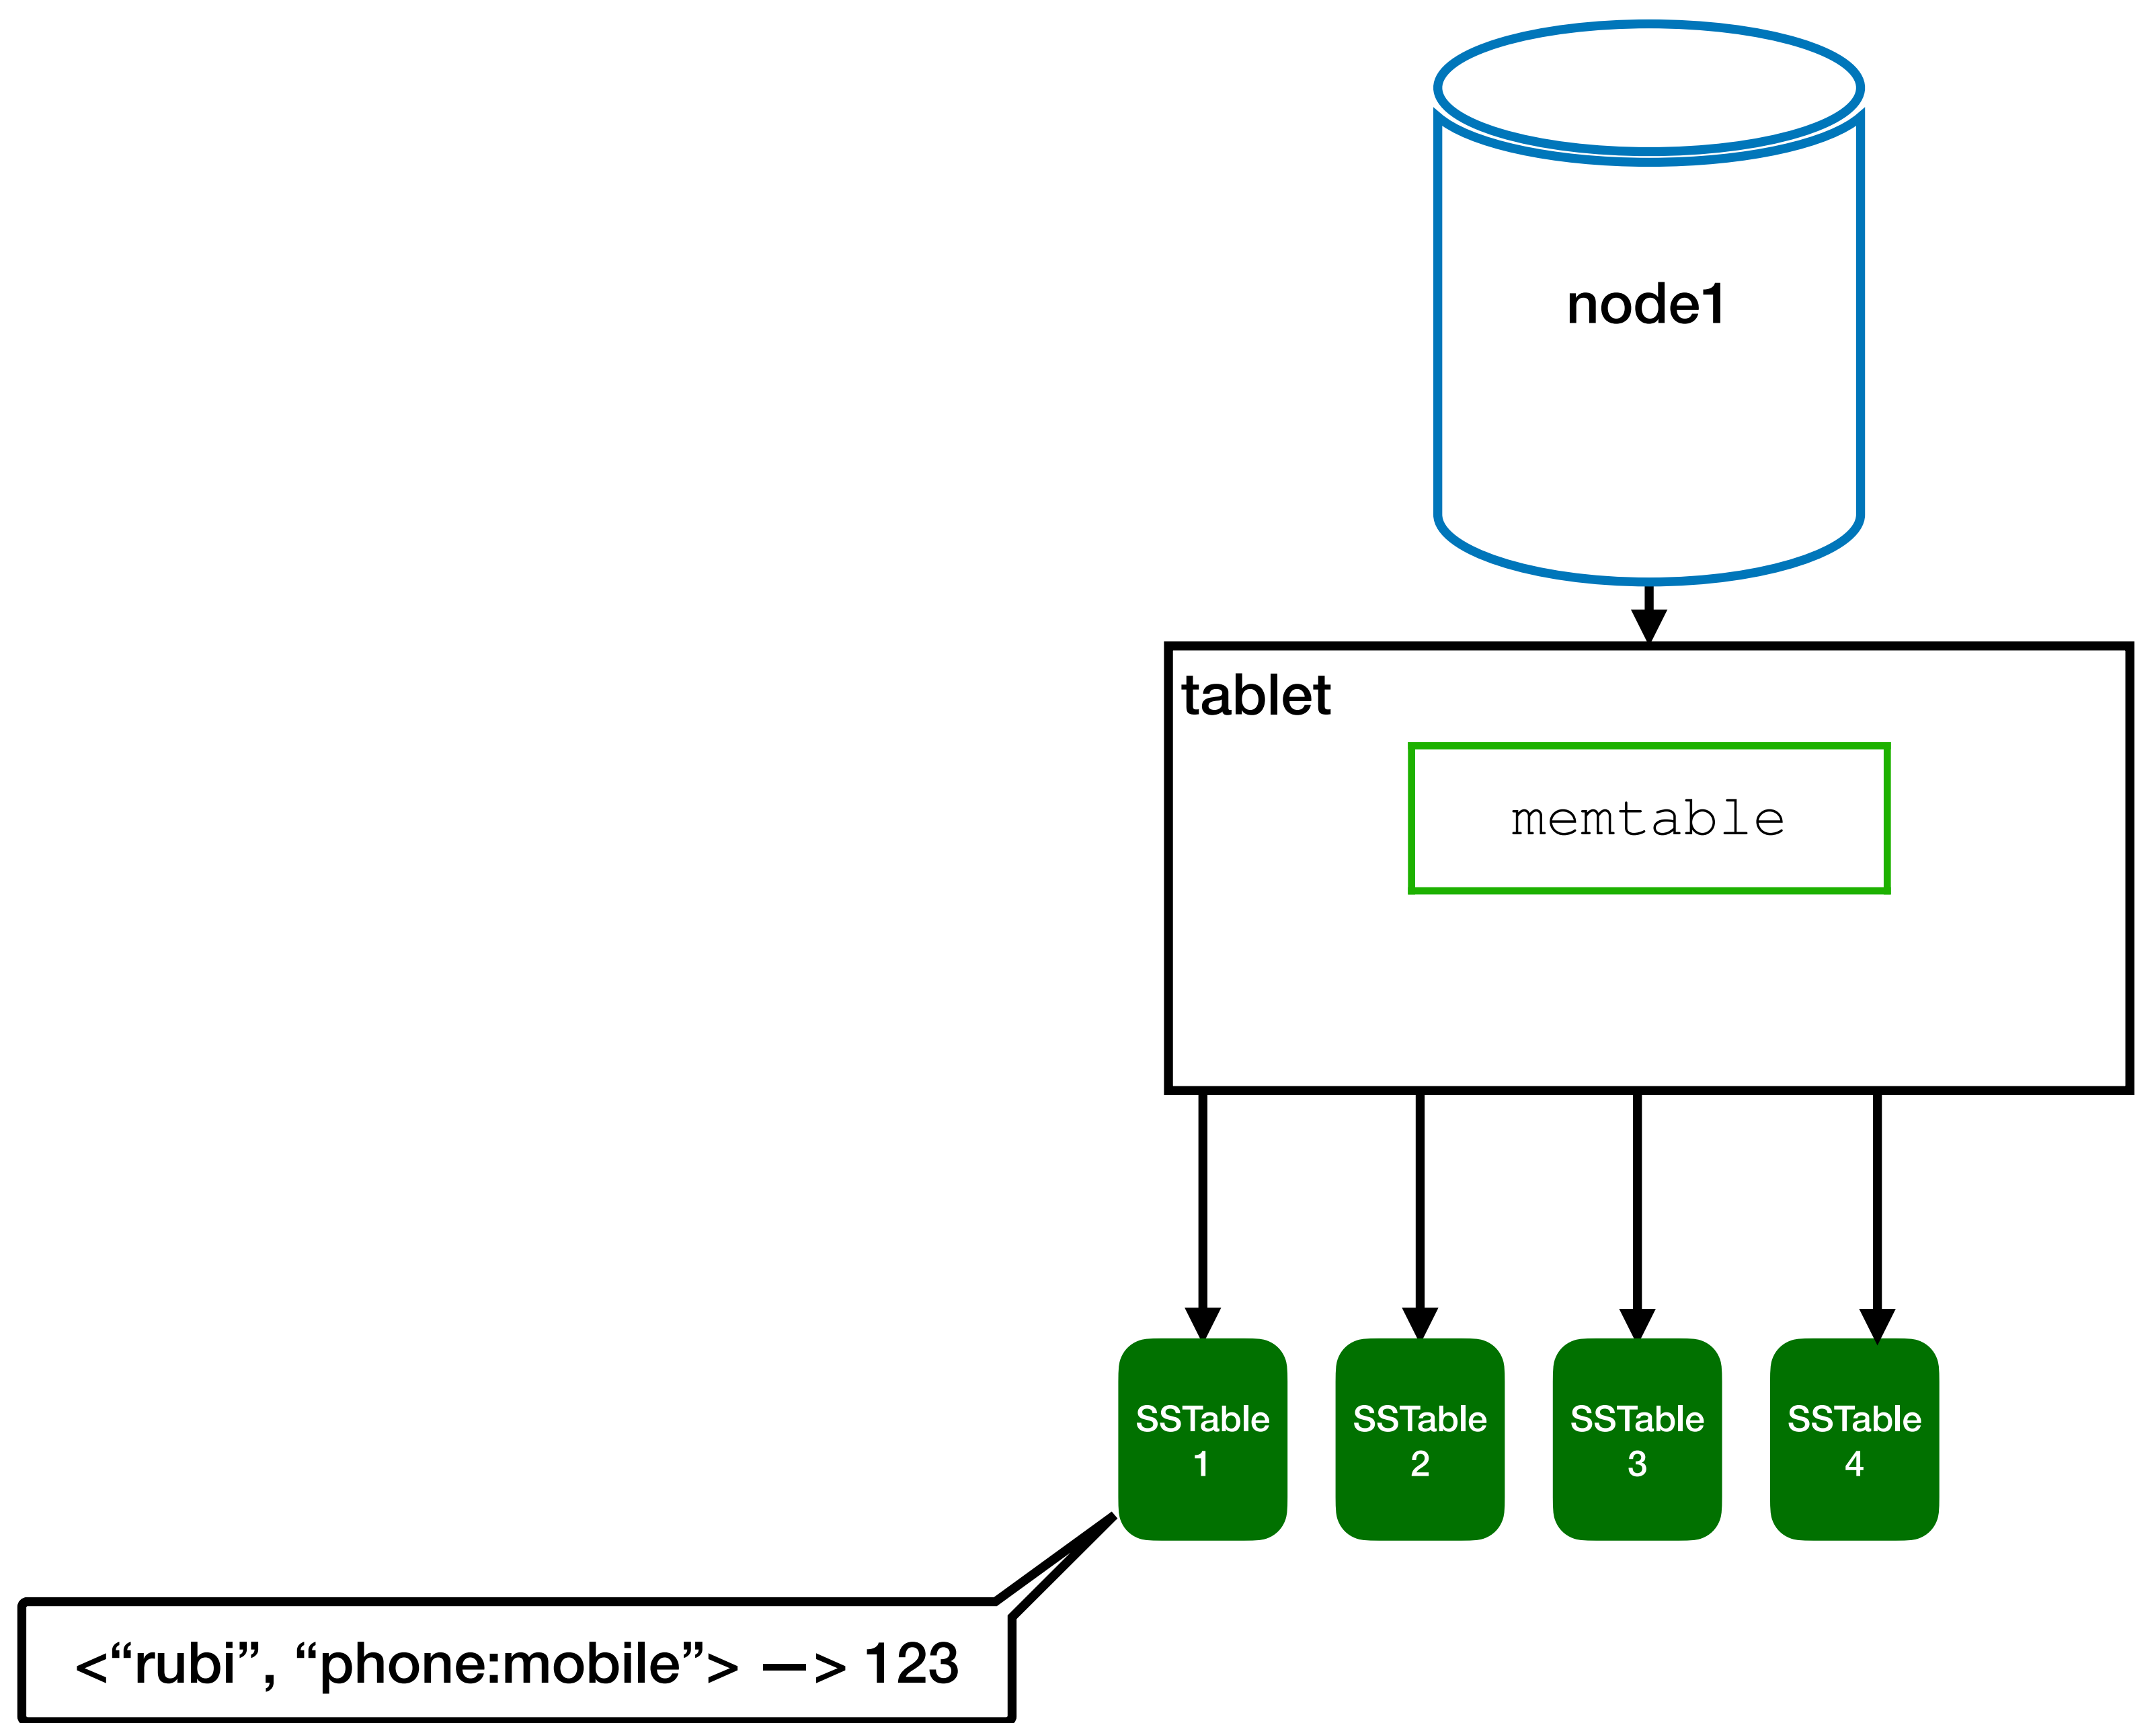 node1
tablet
memtable
SSTable
1
SSTable
2
SSTable
3
SSTable
4
<“rubi”, “phone:mobile”> —> 123